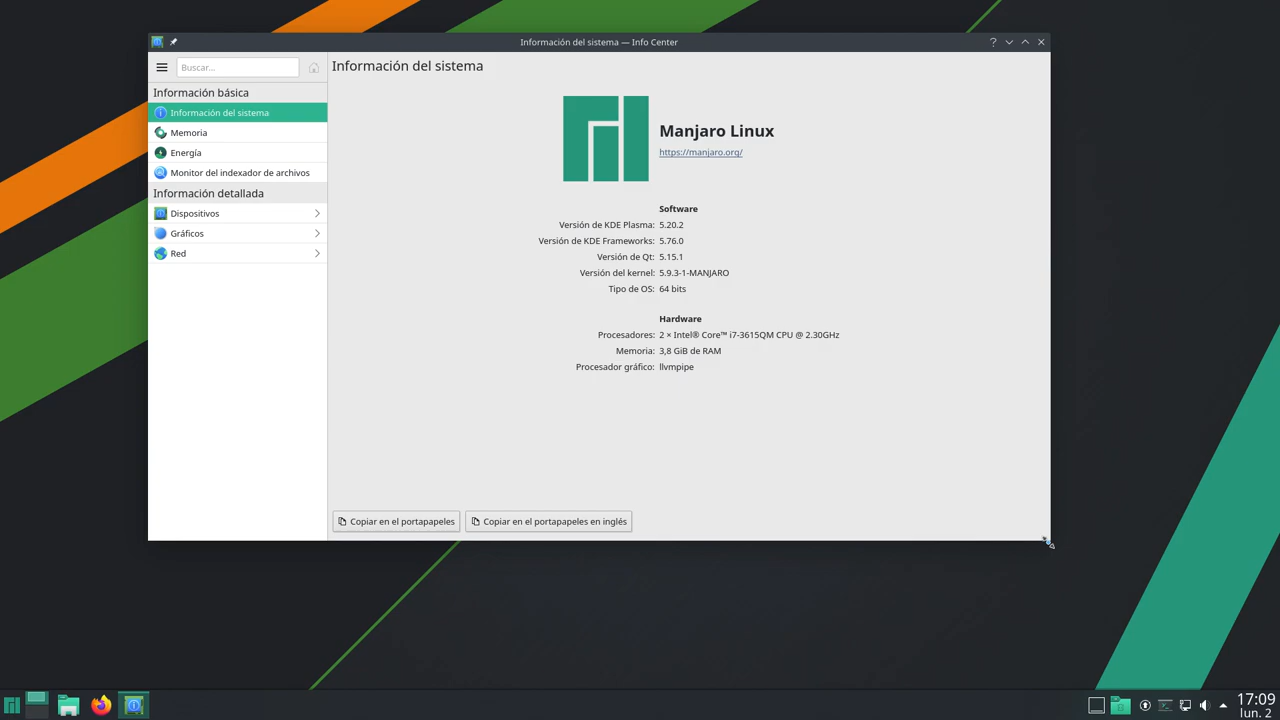 Información del sistema — Info Center
Buscar...
Información básica
Información del sistema
Memoria
Energía
Monitor del indexador de archivos
Información detallada
Dispositivos
Gráficos
Red
Información del sistema
Manjaro Linux
https://manjaro.org/
Software
Versión de KDE Plasma: 5.20.2
Versión de KDE Frameworks: 5.76.0
Versión de Qt: 5.15.1
Versión del kernel: 5.9.3-1-MANJARO
Tipo de OS: 64 bits
Hardware
Procesadores: 2 × Intel® Core™ i7-3615QM CPU @ 2.30GHz
Memoria: 3,8 GiB de RAM
Procesador gráfico: llvmpipe
Copiar en el portapapeles
Copiar en el portapapeles en inglés
17:09
lun. 2